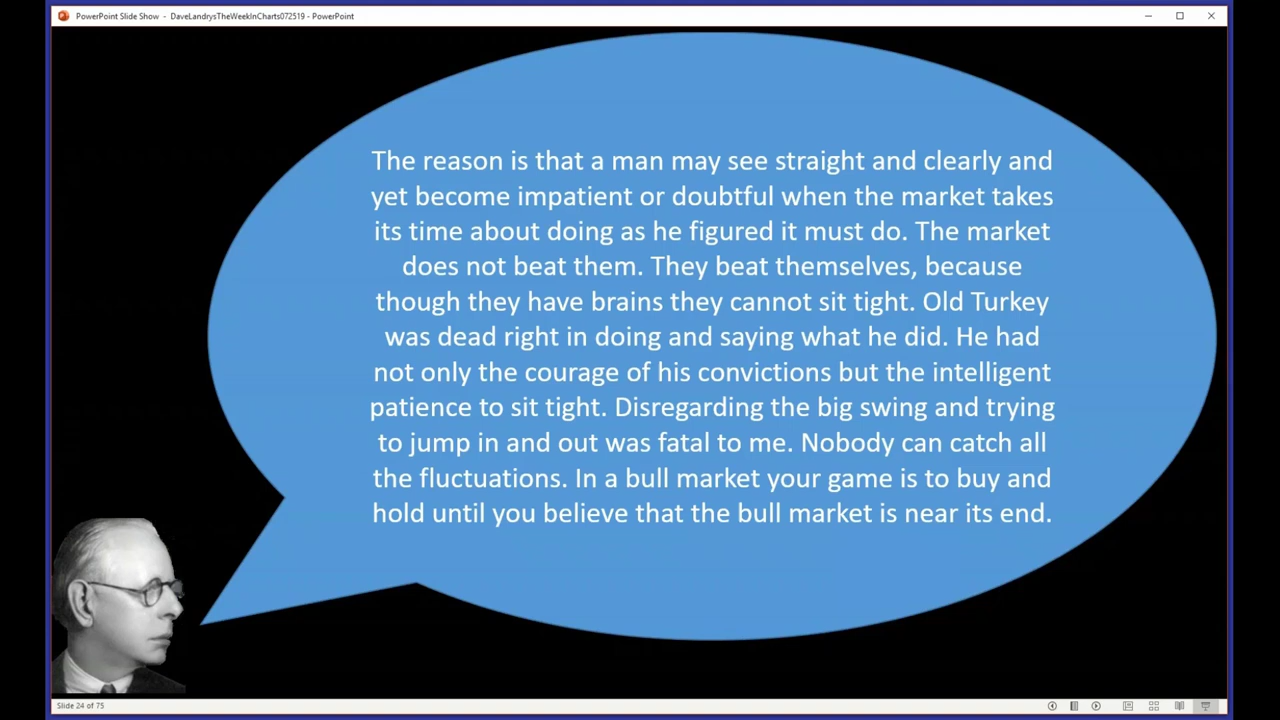 PowerPoint Slide Show - DaveLandrysTheWeekInCharts072519 - PowerPoint
The reason is that a man may see straight and clearly and
yet become impatient or doubtful when the market takes
its time about doing as he figured it must do. The market
does not beat them. They beat themselves, because
though they have brains they cannot sit tight. Old Turkey
was dead right in doing and saying what he did. He had
not only the courage of his convictions but the intelligent
patience to sit tight. Disregarding the big swing and trying
to jump in and out was fatal to me. Nobody can catch all
the fluctuations. In a bull market your game is to buy and
hold until you believe that the bull market is near its end.
Slide 24 of 75